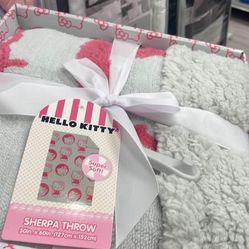 HELLO KITTY
Super
Soft!
SHERPA THROW
50in. x 60in. (127cm x 152cm)